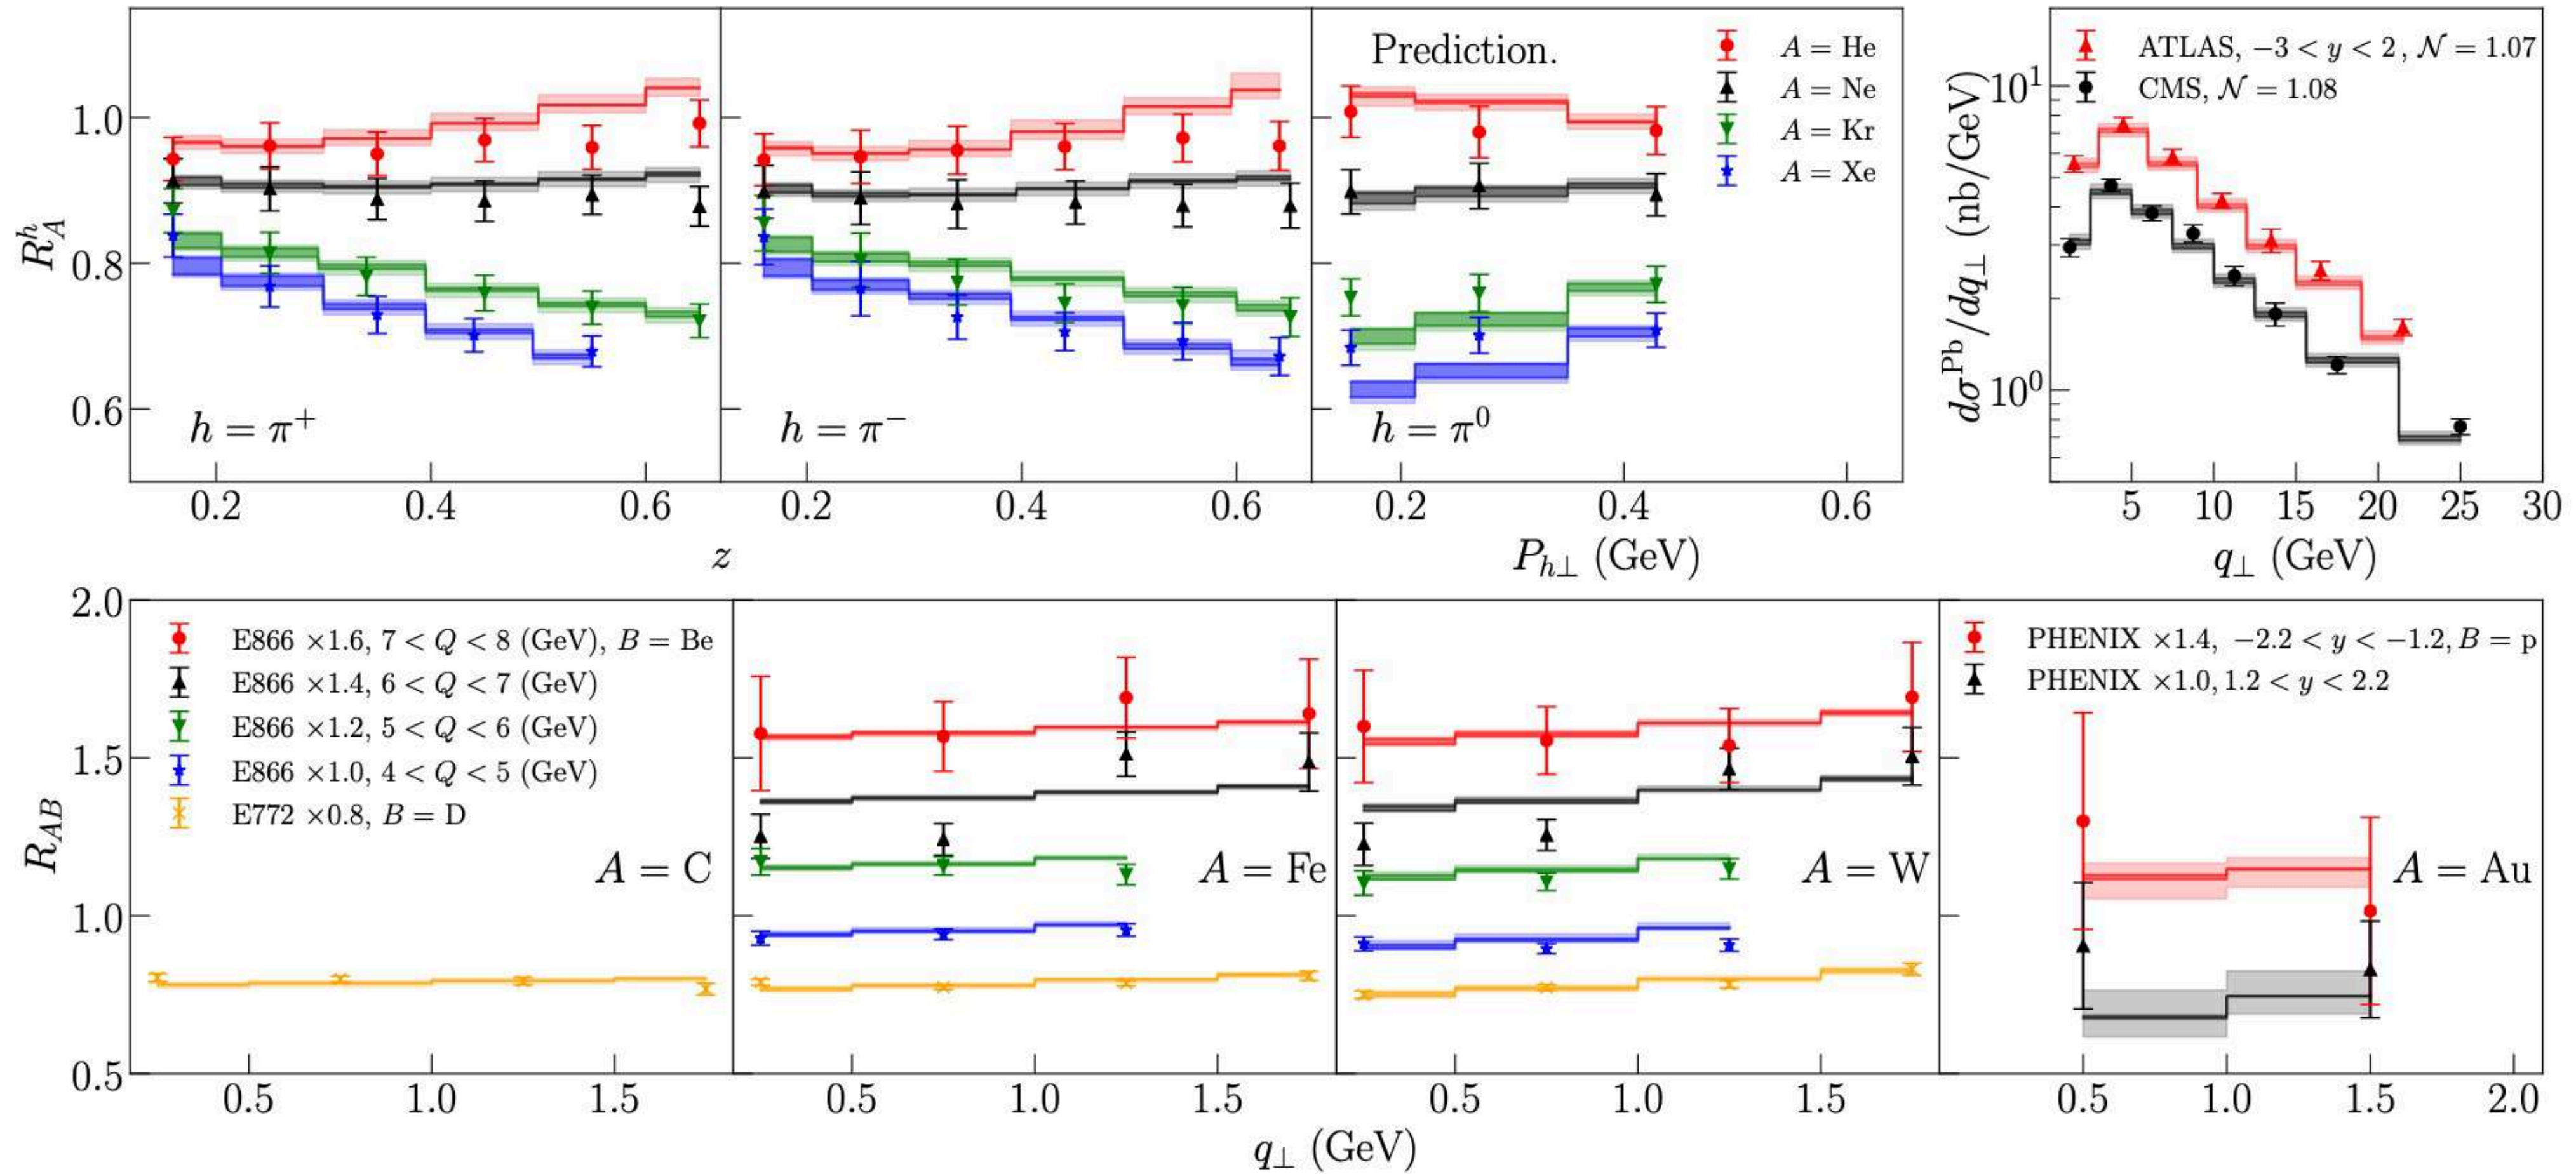 Prediction.
A = He
A = Ne
A = Kr
A = Xe
ATLAS, −3 < y < 2, 𝒩 = 1.07
CMS, 𝒩 = 1.08
1.0
0.8
0.6
R_A^h
h = π⁺
h = π⁻
h = π⁰
10¹
10⁰
dσ^Pb/dq⊥ (nb/GeV)
0.2 0.4 0.6 0.2 0.4 0.6 0.2 0.4 0.6 5 10 15 20 25 30
z
P_h⊥ (GeV)
q⊥ (GeV)
2.0
1.5
1.0
0.5
R_AB
E866 ×1.6, 7 < Q < 8 (GeV), B = Be
E866 ×1.4, 6 < Q < 7 (GeV)
E866 ×1.2, 5 < Q < 6 (GeV)
E866 ×1.0, 4 < Q < 5 (GeV)
E772 ×0.8, B = D
PHENIX ×1.4, −2.2 < y < −1.2, B = p
PHENIX ×1.0, 1.2 < y < 2.2
A = C
A = Fe
A = W
A = Au
0.5 1.0 1.5 0.5 1.0 1.5 0.5 1.0 1.5 0.5 1.0 1.5 2.0
q⊥ (GeV)